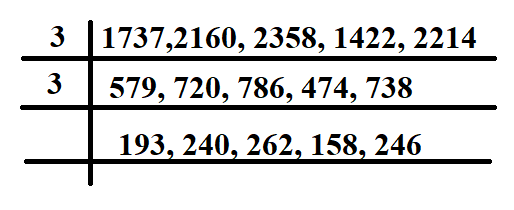 3 1737,2160, 2358, 1422, 2214
3 579, 720, 786, 474, 738
193, 240, 262, 158, 246